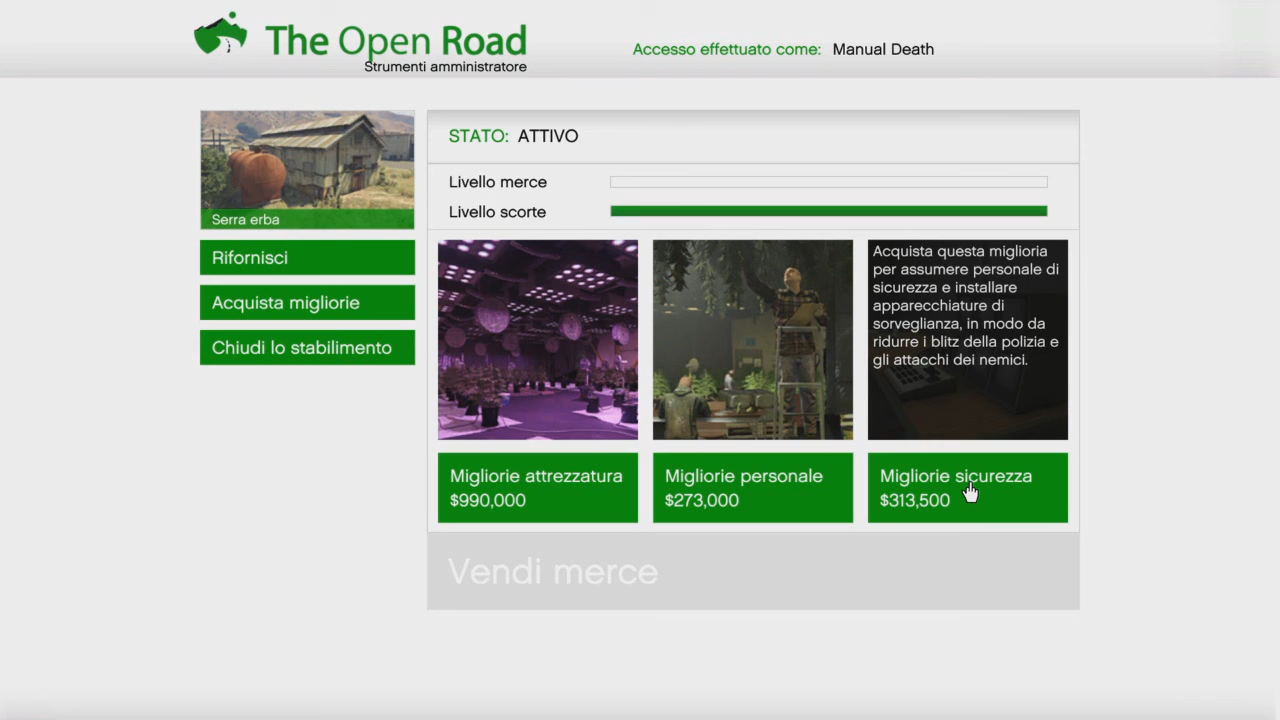 The Open Road
Strumenti amministratore
Accesso effettuato come: Manual Death
Serra erba
Rifornisci
Acquista migliorie
Chiudi lo stabilimento
STATO: ATTIVO
Livello merce
Livello scorte
Acquista questa miglioria
per assumere personale di
sicurezza e installare
apparecchiature di
sorveglianza, in modo da
ridurre i blitz della polizia e
gli attacchi dei nemici.
Migliorie attrezzatura
$990,000
Migliorie personale
$273,000
Migliorie sicurezza
$313,500
Vendi merce